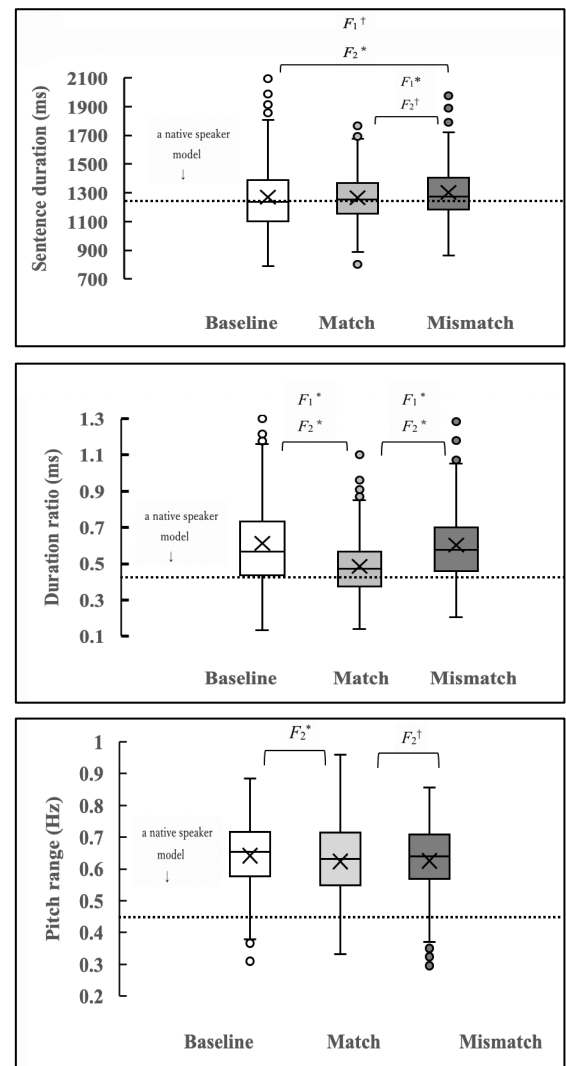 F1†
F2*
F1*
F2†
2100
1900
1700
1500
1300
1100
900
700
Sentence duration (ms)
a native speaker
model
↓
Baseline Match Mismatch
F1* F1*
F2* F2*
1.3
1.1
0.9
0.7
0.5
0.3
0.1
Duration ratio (ms)
a native speaker
model
↓
Baseline Match Mismatch
F2* F2†
1
0.9
0.8
0.7
0.6
0.5
0.4
0.3
0.2
Pitch range (Hz)
a native speaker
model
↓
Baseline Match Mismatch